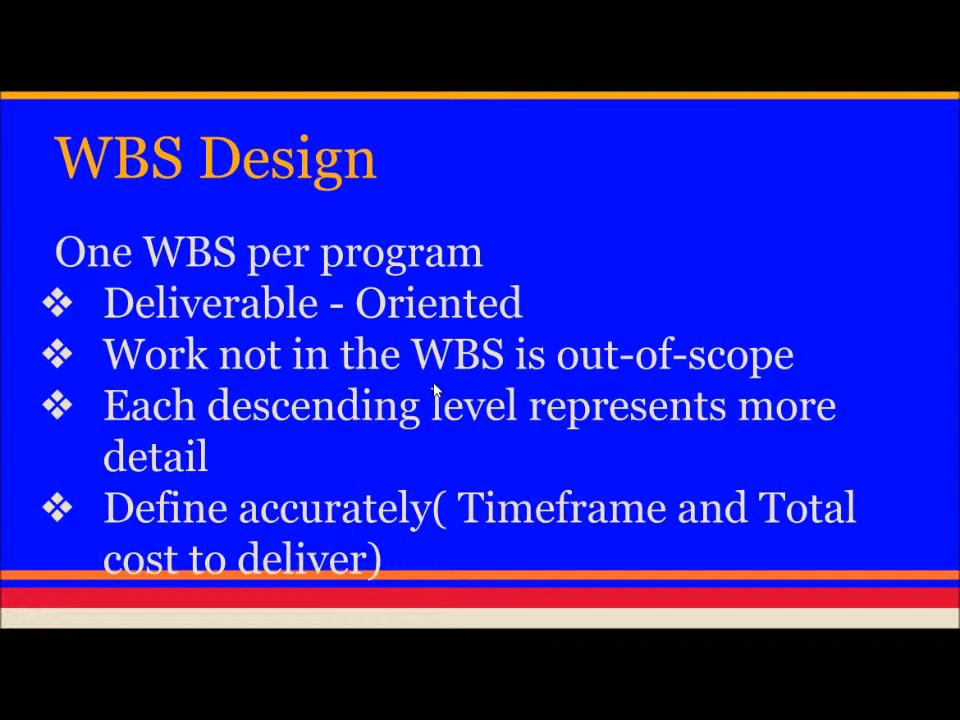 WBS Design
One WBS per program
❖ Deliverable - Oriented
❖ Work not in the WBS is out-of-scope
❖ Each descending level represents more
detail
❖ Define accurately( Timeframe and Total
cost to deliver)